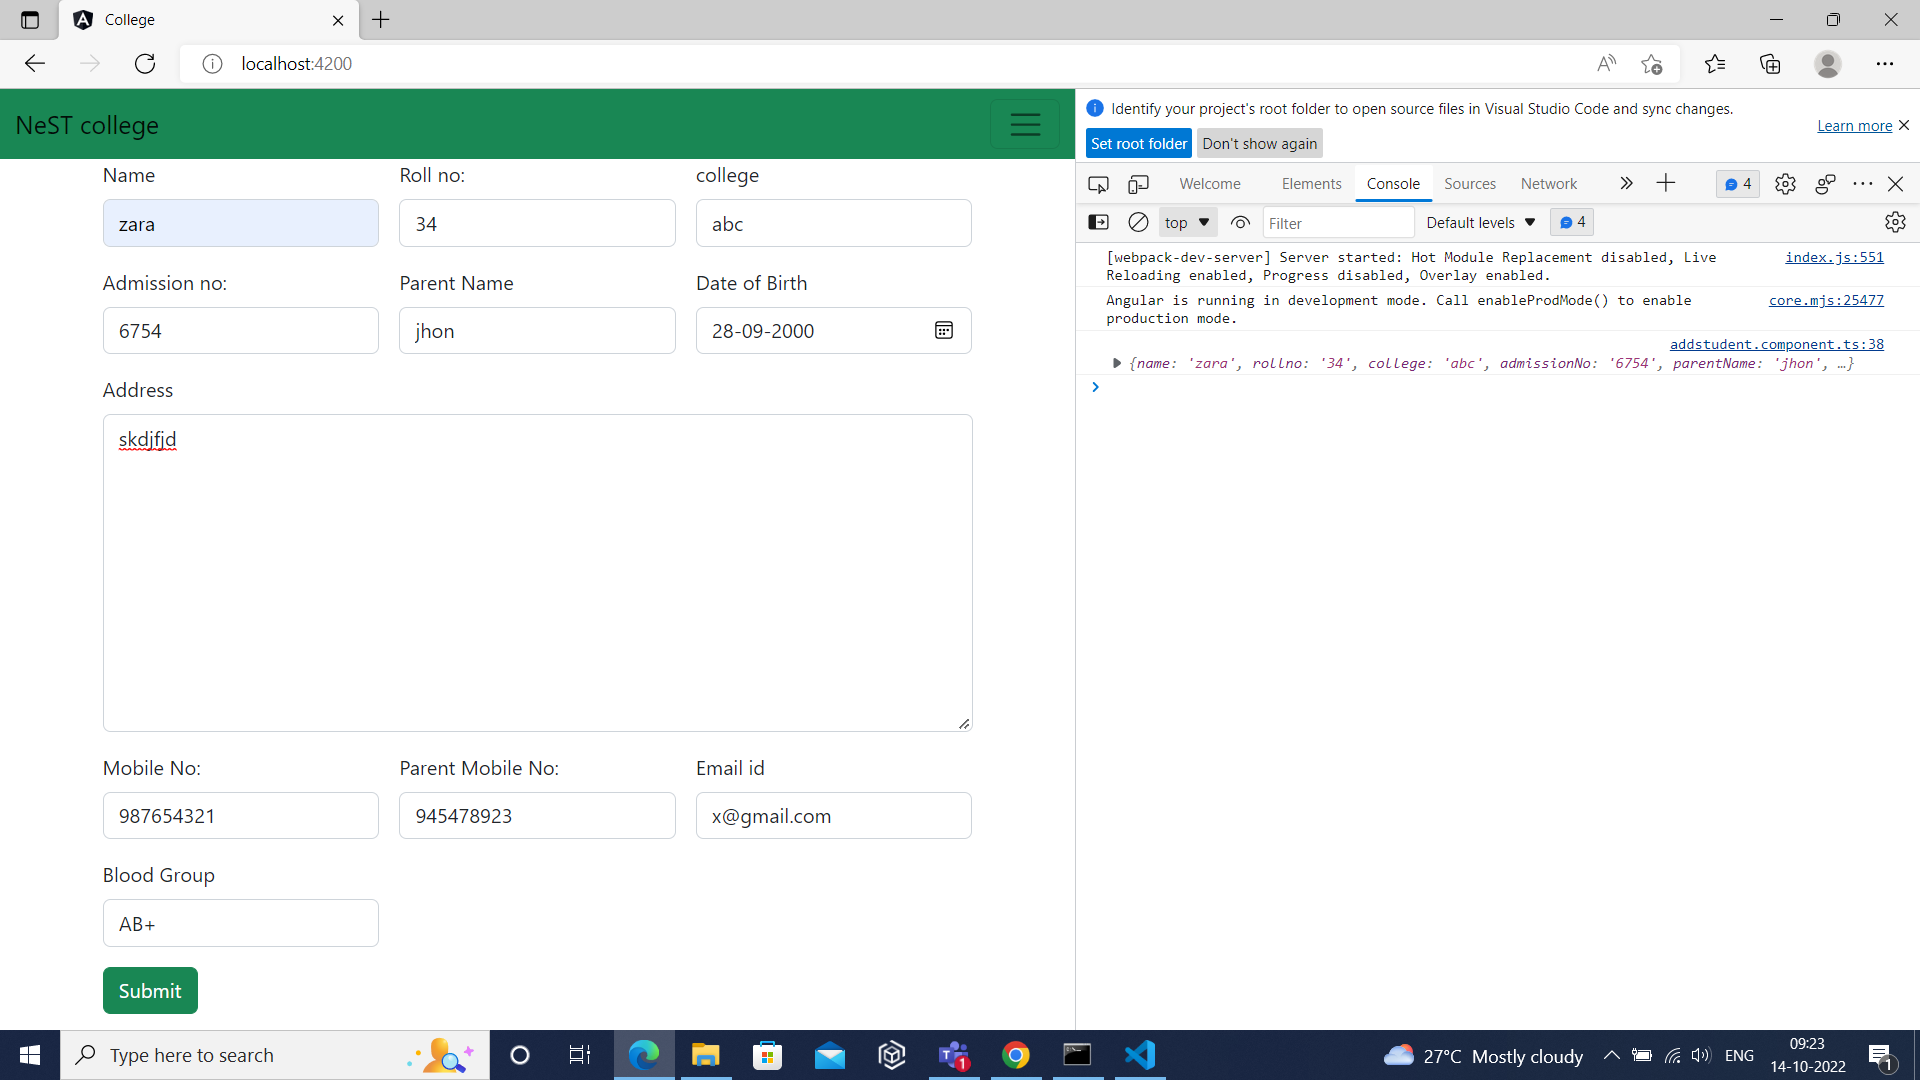 College
localhost:4200
NeST college
Name
Roll no:
college
zara
34
abc
Admission no:
Parent Name
Date of Birth
6754
jhon
28-09-2000
Address
skdjfjd
Mobile No:
Parent Mobile No:
Email id
987654321
945478923
x@gmail.com
Blood Group
AB+
Submit
Identify your project's root folder to open source files in Visual Studio Code and sync changes.
Set root folder
Don't show again
Learn more
Welcome
Elements
Console
Sources
Network
4
top
Filter
Default levels
4
[webpack-dev-server] Server started: Hot Module Replacement disabled, Live
Reloading enabled, Progress disabled, Overlay enabled.
index.js:551
Angular is running in development mode. Call enableProdMode() to enable
production mode.
core.mjs:25477
addstudent.component.ts:38
{name: 'zara', rollno: '34', college: 'abc', admissionNo: '6754', parentName: 'jhon', …}
Type here to search
1
27°C Mostly cloudy
ENG
09:23
14-10-2022
1